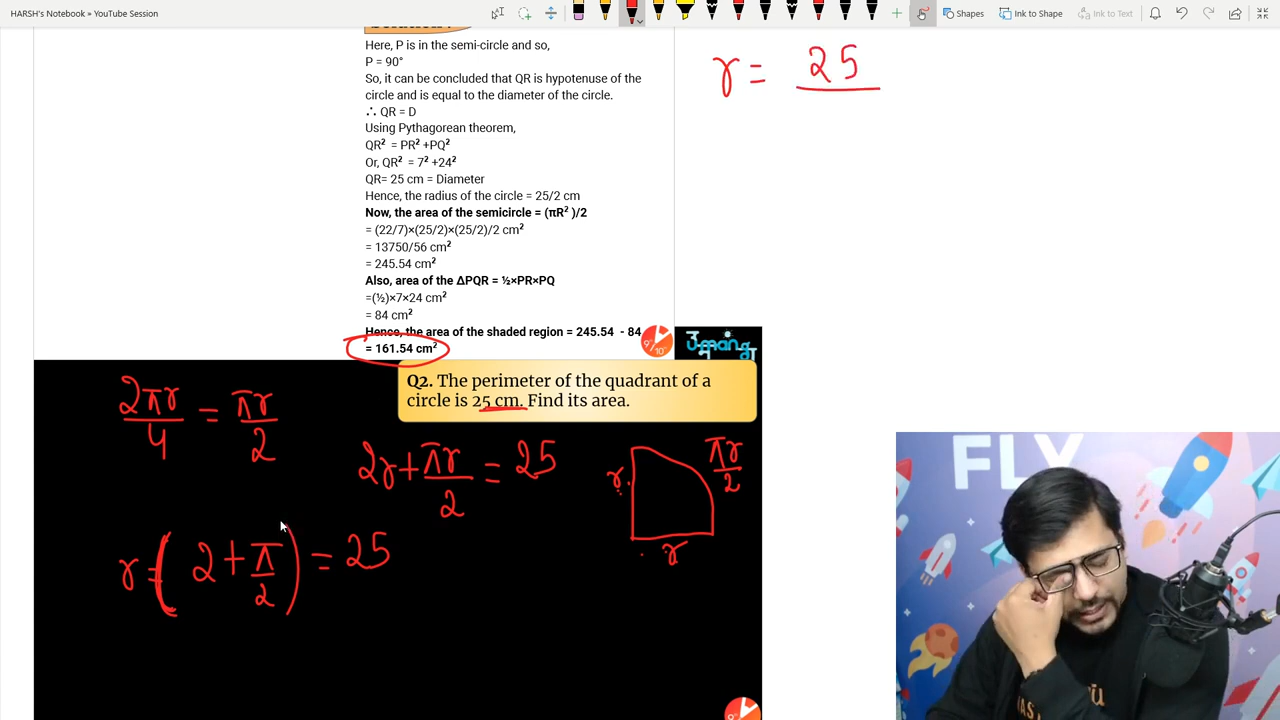 HARSH's Notebook » YouTube Session
Shapes Ink to Shape Ink to Text
Here, P is in the semi-circle and so,
P = 90°
So, it can be concluded that QR is hypotenuse of the
circle and is equal to the diameter of the circle.
∴ QR = D
Using Pythagorean theorem,
QR² = PR² +PQ²
Or, QR² = 7² +24²
QR= 25 cm = Diameter
Hence, the radius of the circle = 25/2 cm
Now, the area of the semicircle = (πR² )/2
= (22/7)×(25/2)×(25/2)/2 cm²
= 13750/56 cm²
= 245.54 cm²
Also, area of the ΔPQR = ½×PR×PQ
=(½)×7×24 cm²
= 84 cm²
Hence, the area of the shaded region = 245.54 - 84
= 161.54 cm²
r = 25
उमंग
Q2. The perimeter of the quadrant of a
circle is 25 cm. Find its area.
2πr/4 = πr/2
2r+πr/2 = 25
r
πr/2
r
r=(2+π/2) = 25
FLY